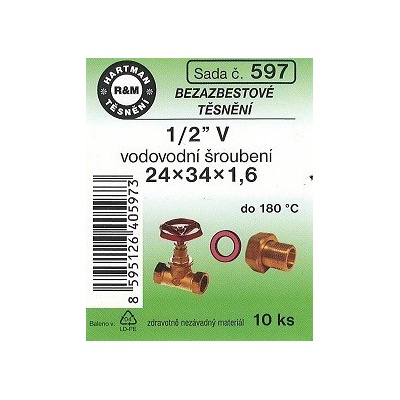 HARTMAN
R&M
TĚSNĚNÍ
Sada č. 597
BEZAZBESTOVÉ
TĚSNĚNÍ
1/2” V
vodovodní šroubení
24×34×1,6
do 180 °C
8 595126 405973
Baleno v:
04
LD-PE
zdravotně nezávadný materiál
10 ks